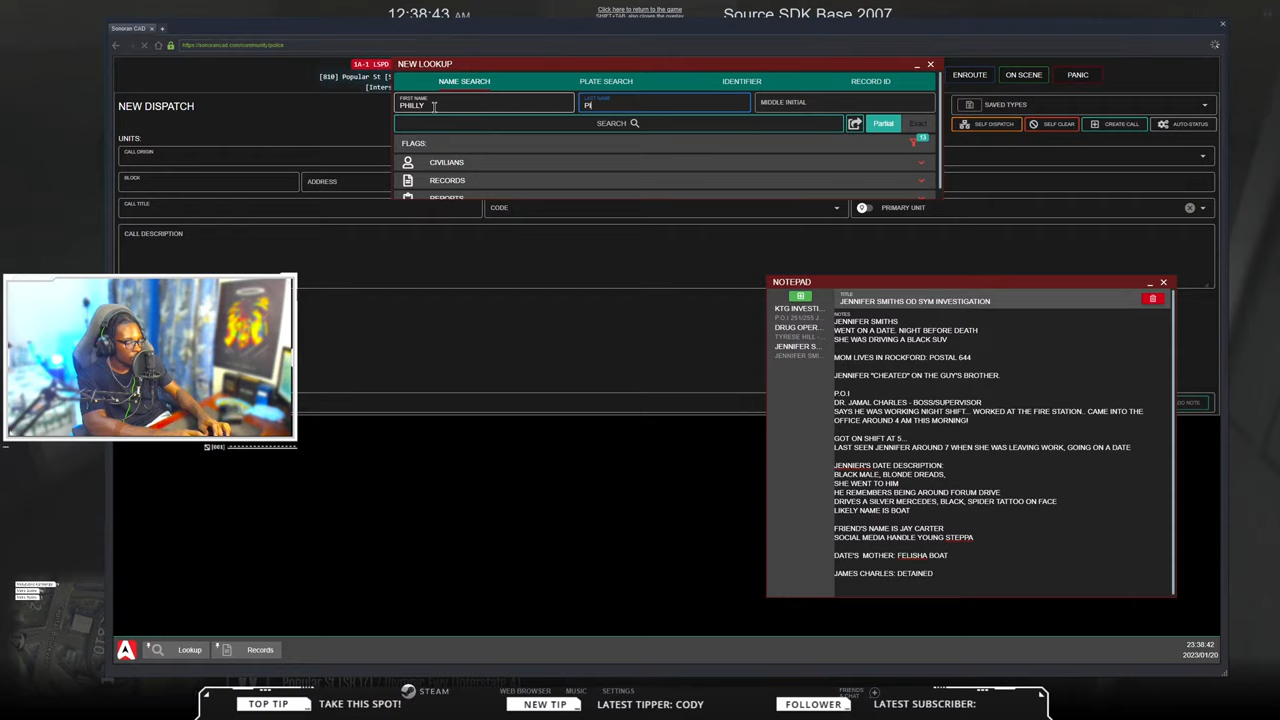 12:38:43 AM
Click here to return to the game
SHIFT+TAB also closes the overlay
Source SDK Base 2007
Sonoran CAD
https://sonorancad.com/community/police
1A-1 LSPD
NEW LOOKUP
[810] Popular St [S
[Inters
NAME SEARCH
PLATE SEARCH
IDENTIFIER
RECORD ID
ENROUTE
ON SCENE
PANIC
NEW DISPATCH
FIRST NAME
PHILLY
LAST NAME
PI
MIDDLE INITIAL
SAVED TYPES
SEARCH
Partial
Exact
SELF DISPATCH
SELF CLEAR
CREATE CALL
AUTO-STATUS
UNITS:
FLAGS:
13
CALL ORIGIN
CIVILIANS
BLOCK
ADDRESS
RECORDS
REPORTS
CALL TITLE
CODE
PRIMARY UNIT
CALL DESCRIPTION
NOTEPAD
TITLE
JENNIFER SMITHS OD SYM INVESTIGATION
KTG INVESTI...
P.O.I 251/255 J...
DRUG OPER...
TYRESE HILL -...
JENNIFER S...
JENNIFER SMI...
NOTES
JENNIFER SMITHS
WENT ON A DATE. NIGHT BEFORE DEATH
SHE WAS DRIVING A BLACK SUV
MOM LIVES IN ROCKFORD: POSTAL 644
JENNIFER "CHEATED" ON THE GUY'S BROTHER.
P.O.I
DR JAMAL CHARLES - BOSS/SUPERVISOR
SAYS HE WAS WORKING NIGHT SHIFT... WORKED AT THE FIRE STATION.. CAME INTO THE
OFFICE AROUND 4 AM THIS MORNING!
GOT ON SHIFT AT 5...
LAST SEEN JENNIFER AROUND 7 WHEN SHE WAS LEAVING WORK, GOING ON A DATE
JENNIER'S DATE DESCRIPTION:
BLACK MALE, BLONDE DREADS,
SHE WENT TO HIM
HE REMEMBERS BEING AROUND FORUM DRIVE
DRIVES A SILVER MERCEDES, BLACK, SPIDER TATTOO ON FACE
LIKELY NAME IS BOAT
FRIEND'S NAME IS JAY CARTER
SOCIAL MEDIA HANDLE YOUNG STEPPA
DATE'S MOTHER: FELISHA BOAT
JAMES CHARLES: DETAINED
DO NOTE
Lookup
Records
23:38:42
2023/01/20
STEAM
WEB BROWSER
MUSIC
SETTINGS
FRIENDS
& CHAT
TOP TIP
TAKE THIS SPOT!
NEW TIP
LATEST TIPPER: CODY
FOLLOWER
LATEST SUBSCRIBER: